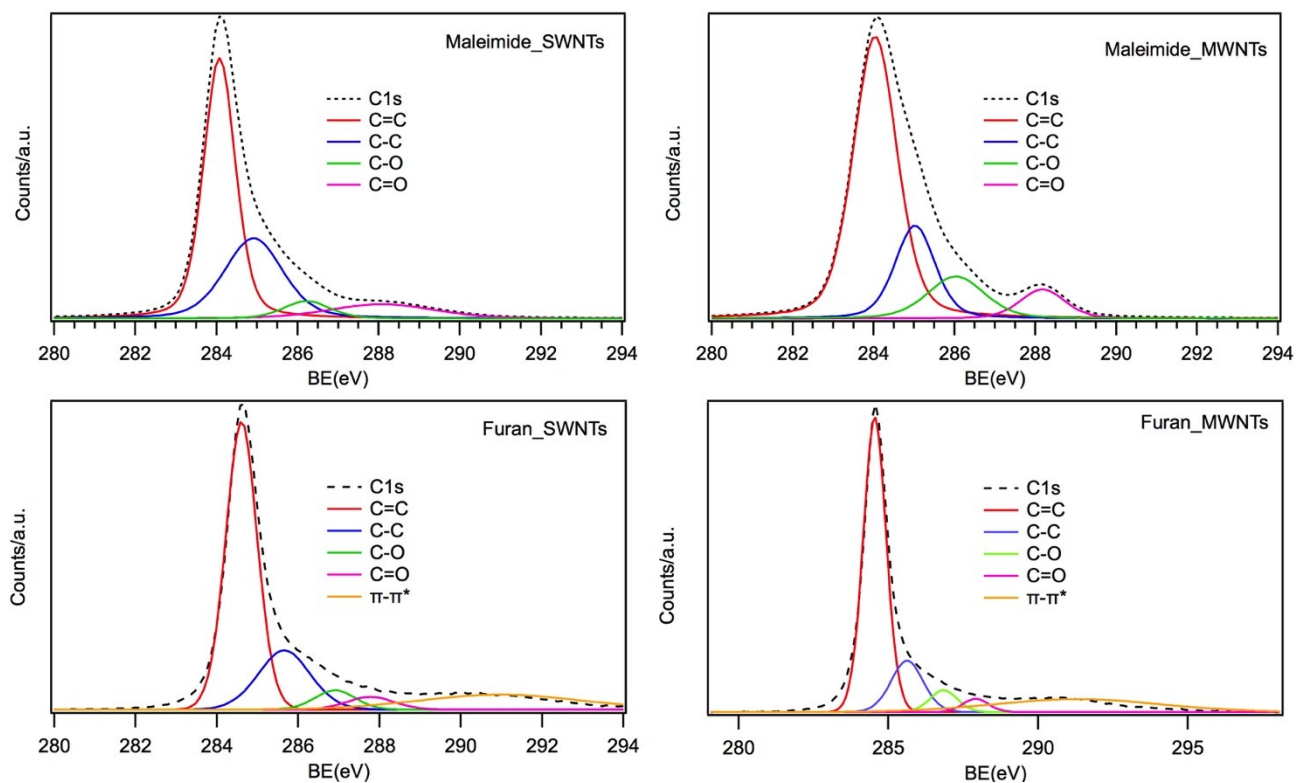 Maleimide_SWNTs
C1s
C=C
C-C
C-O
C=O
Counts/a.u.
280 282 284 286 288 290 292 294
BE(eV)
Maleimide_MWNTs
C1s
C=C
C-C
C-O
C=O
Counts/a.u.
280 282 284 286 288 290 292 294
BE(eV)
Furan_SWNTs
C1s
C=C
C-C
C-O
C=O
π-π*
Counts/a.u.
280 282 284 286 288 290 292 294
BE(eV)
Furan_MWNTs
C1s
C=C
C-C
C-O
C=O
π-π*
Counts/a.u.
280 285 290 295
BE(eV)